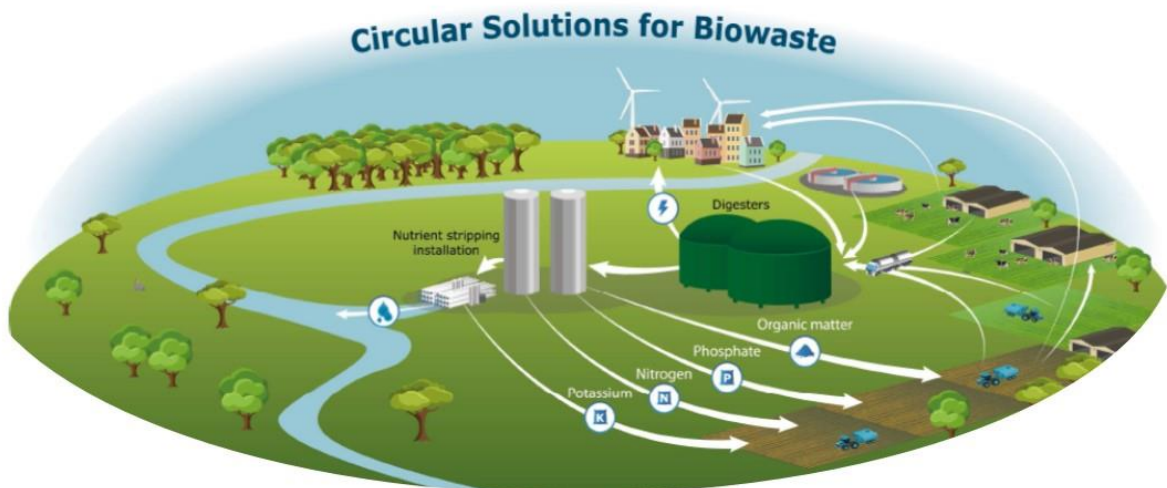 Circular Solutions for Biowaste
Digesters
Nutrient stripping
installation
Organic matter
Phosphate
P
Nitrogen
N
Potassium
K